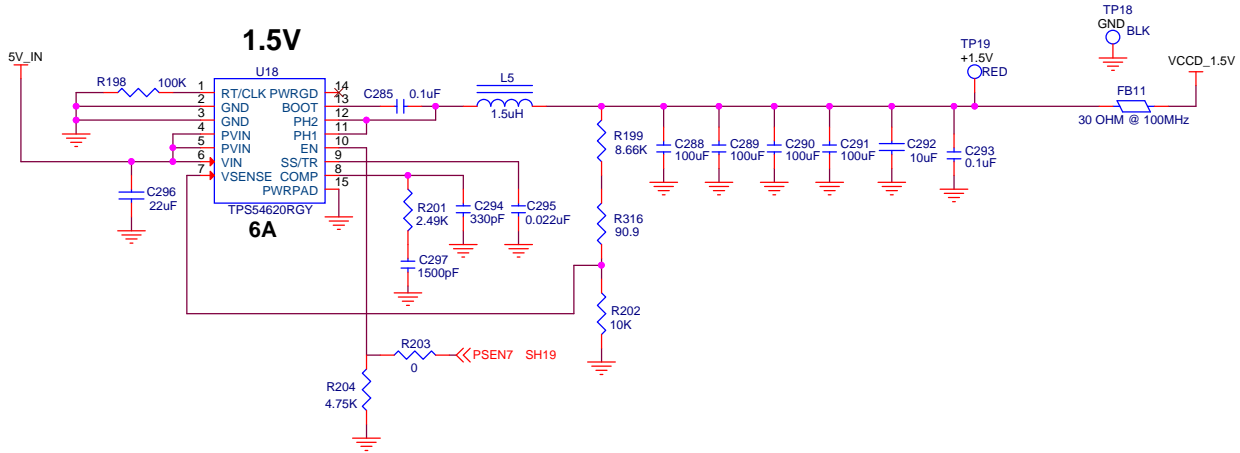 1.5V
5V_IN
U18
R198
100K
1
RT/CLK
PWRGD
14
2
GND
BOOT
13
3
GND
PH2
12
4
PVIN
PH1
11
5
PVIN
EN
10
6
VIN
SS/TR
9
7
VSENSE
COMP
8
PWRPAD
15
TPS54620RGY
6A
C296
22uF
C285
0.1uF
L5
1.5uH
R201
2.49K
C297
1500pF
C294
330pF
C295
0.022uF
R199
8.66K
R316
90.9
R202
10K
R203
0
R204
4.75K
PSEN7 SH19
C288
100uF
C289
100uF
C290
100uF
C291
100uF
C292
10uF
C293
0.1uF
TP19
+1.5V
RED
TP18
GND
BLK
FB11
30 OHM @ 100MHz
VCCD_1.5V